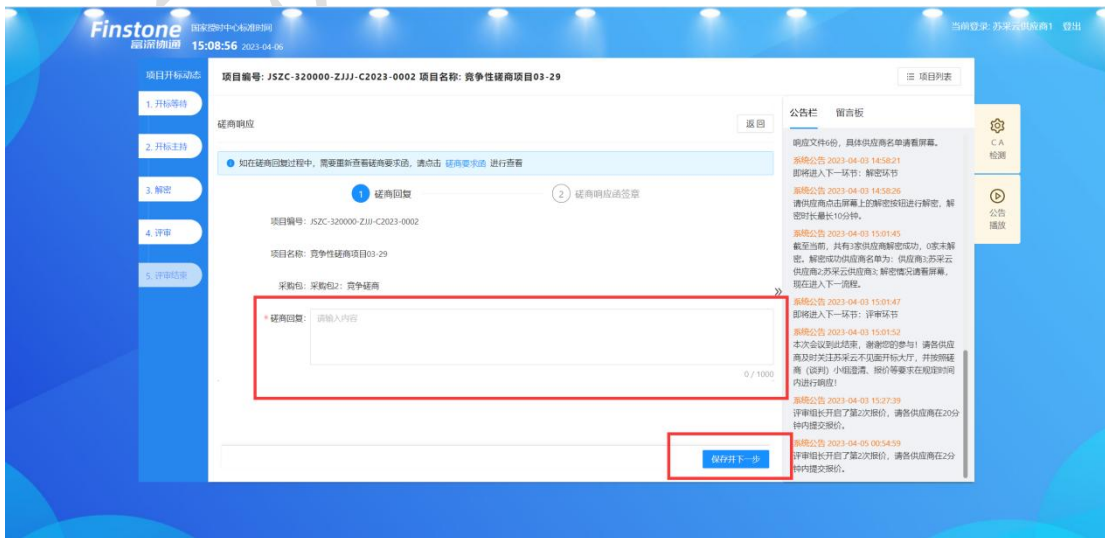 Finstone
富深协通
国家授时中心标准时间
15:08:56 2023-04-06
当前登录: 苏采云供应商1 登出
项目开标动态
1. 开标等待
2. 开标主持
3. 解密
4. 评审
5. 评审结束
项目编号: JSZC-320000-ZJJJ-C2023-0002 项目名称: 竞争性磋商项目03-29
项目列表
磋商响应
返 回
如在磋商回复过程中，需要重新查看磋商要求函，请点击 磋商要求函 进行查看
1 磋商回复
2 磋商响应函签章
项目编号: JSZC-320000-ZJJJ-C2023-0002
项目名称: 竞争性磋商项目03-29
采购包: 采购包2：竞争磋商
* 磋商回复: 请输入内容
0 / 1000
保存并下一步
公告栏 留言板
响应文件6份，具体供应商名单请看屏幕。
系统公告 2023-04-03 14:58:21
即将进入下一环节：解密环节
系统公告 2023-04-03 14:58:26
请供应商点击屏幕上的解密按钮进行解密，解
密时长最长10分钟。
系统公告 2023-04-03 15:01:45
截至当前，共有3家供应商解密成功，0家未解
密。解密成功供应商名单为：供应商3;苏采云
供应商2;苏采云供应商3; 解密情况请看屏幕，
现在进入下一流程。
系统公告 2023-04-03 15:01:47
即将进入下一环节：评审环节
系统公告 2023-04-03 15:01:52
本次会议到此结束，谢谢您的参与！请各供应
商及时关注苏采云不见面开标大厅，并按照磋
商（谈判）小组澄清、报价等要求在规定时间
内进行响应！
系统公告 2023-04-03 15:27:39
评审组长开启了第2次报价，请各供应商在20分
钟内提交报价。
系统公告 2023-04-05 00:54:59
评审组长开启了第2次报价，请各供应商在2分
钟内提交报价。
CA
检测
公告
播放